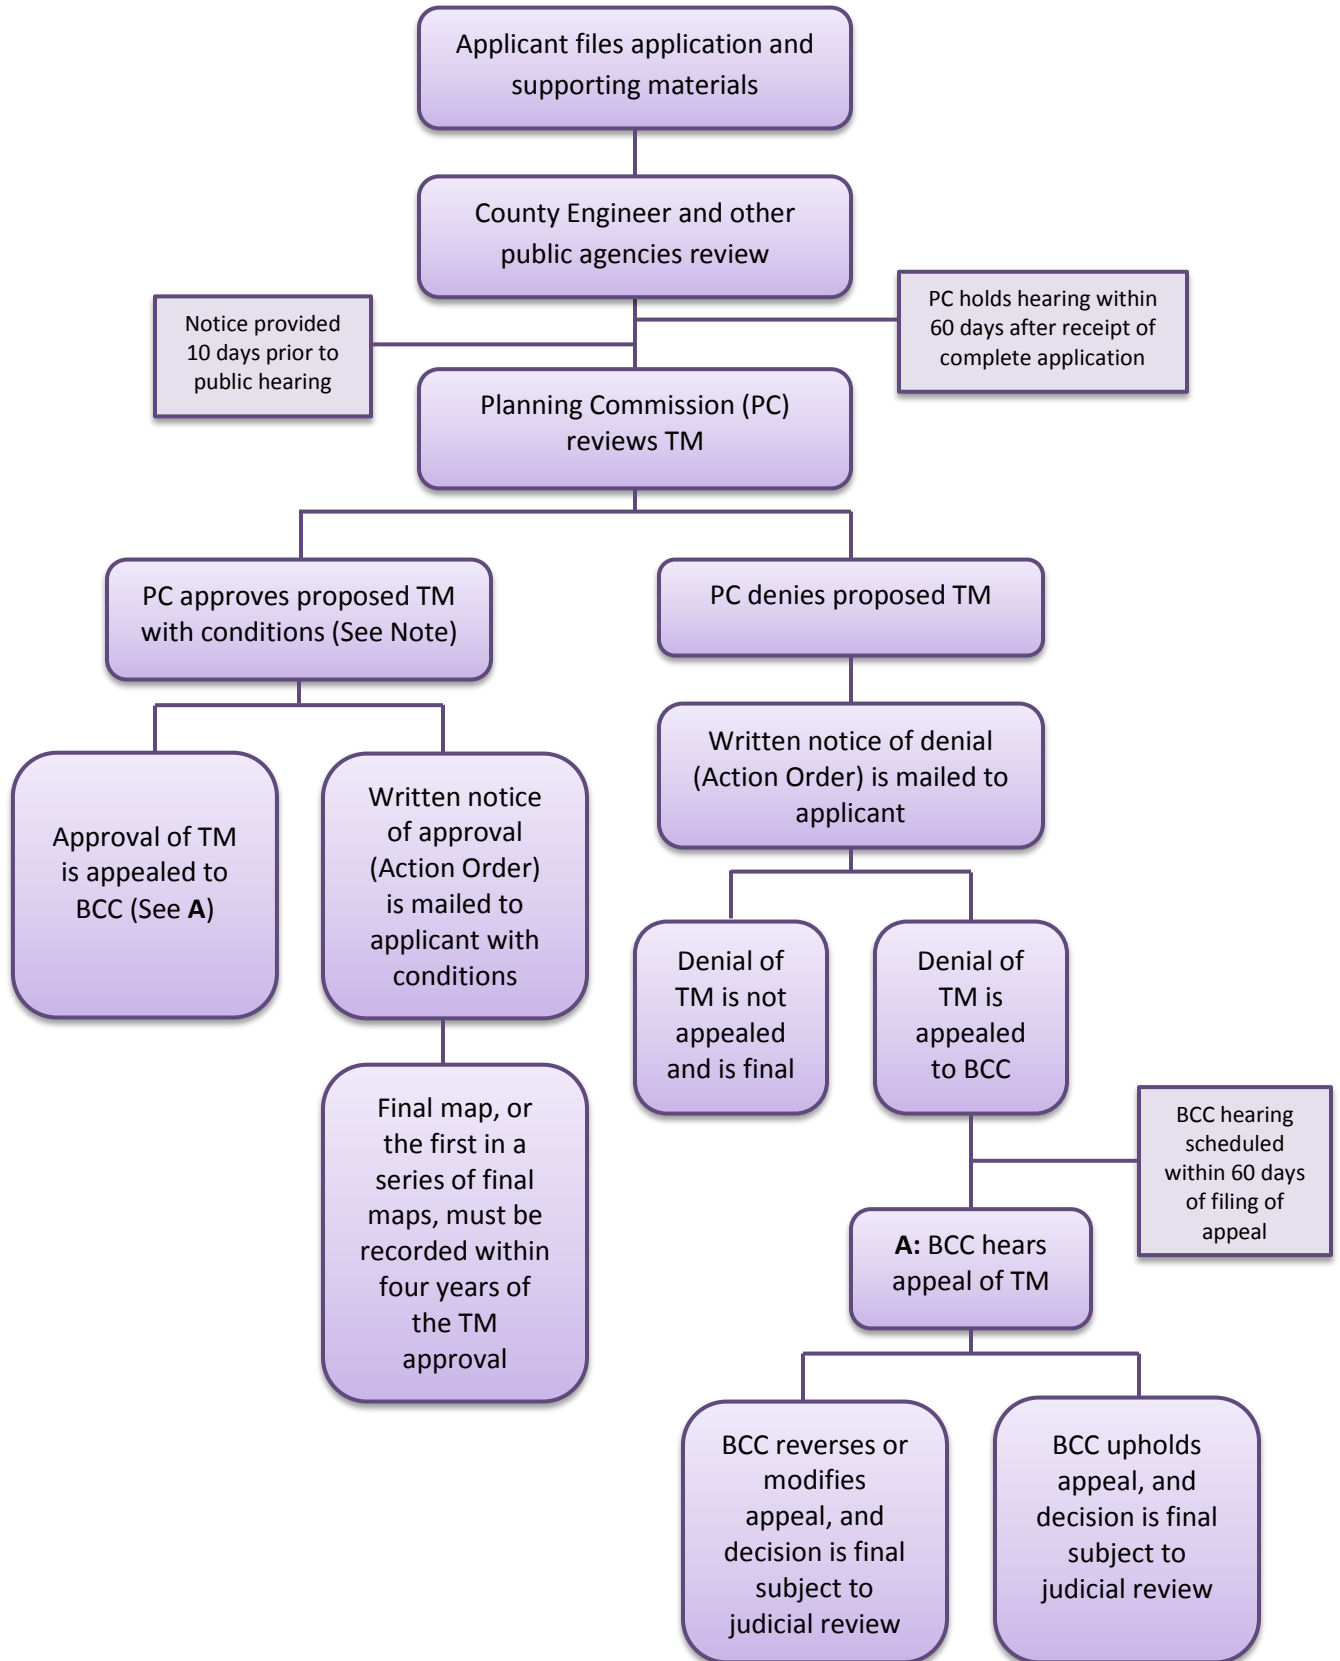 Applicant files application and
supporting materials
County Engineer and other
public agencies review
Notice provided
10 days prior to
public hearing
PC holds hearing within
60 days after receipt of
complete application
Planning Commission (PC)
reviews TM
PC approves proposed TM
with conditions (See Note)
PC denies proposed TM
Approval of TM
is appealed to
BCC (See A)
Written notice
of approval
(Action Order)
is mailed to
applicant with
conditions
Written notice of denial
(Action Order) is mailed to
applicant
Denial of
TM is not
appealed
and is final
Denial of
TM is
appealed
to BCC
Final map, or
the first in a
series of final
maps, must be
recorded within
four years of
the TM
approval
BCC hearing
scheduled
within 60 days
of filing of
appeal
A: BCC hears
appeal of TM
BCC reverses or
modifies
appeal, and
decision is final
subject to
judicial review
BCC upholds
appeal, and
decision is final
subject to
judicial review